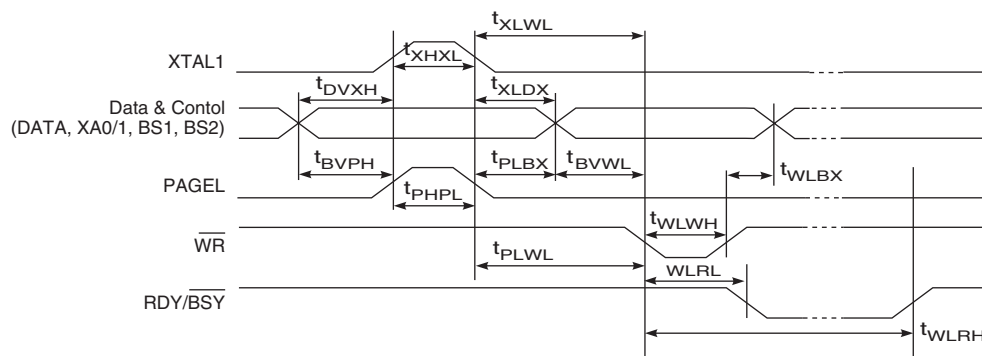 tXLWL
XTAL1
tXHXL
tDVXH
tXLDX
Data & Contol
(DATA, XA0/1, BS1, BS2)
tBVPH
tPLBX
tBVWL
tWLBX
PAGEL
tPHPL
tWLWH
WR
tPLWL
WLRL
RDY/BSY
tWLRH